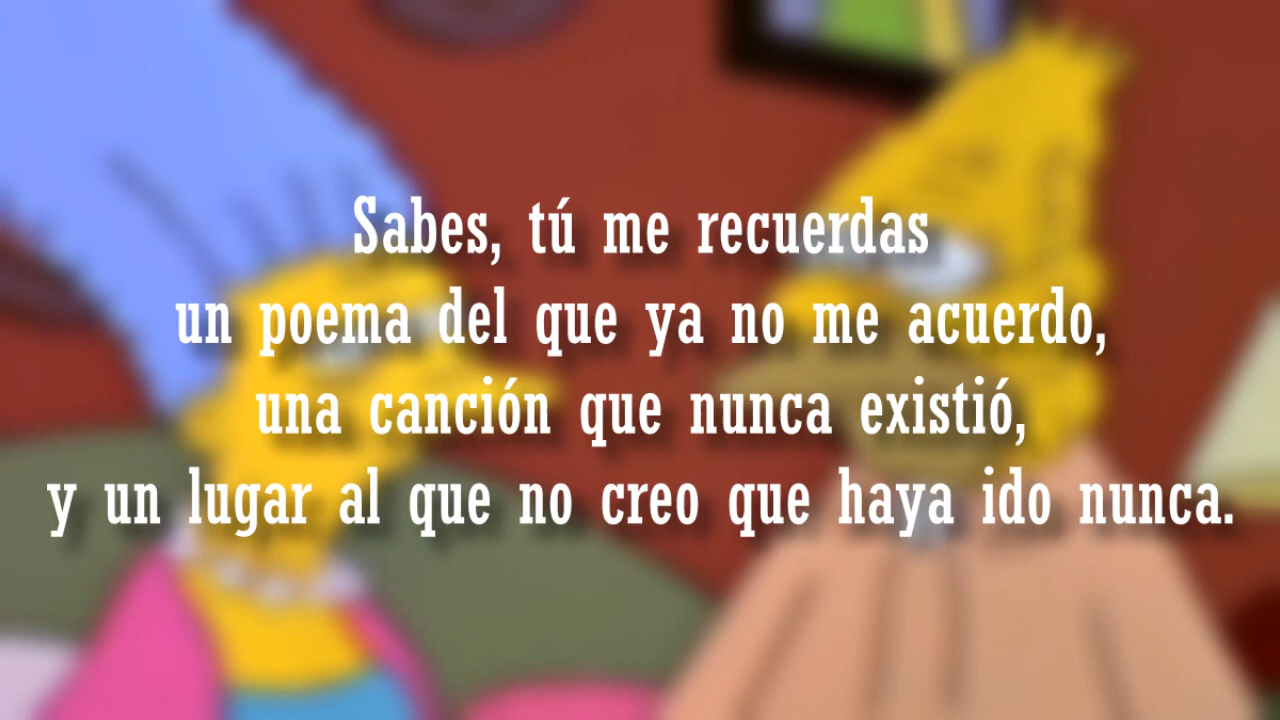 Sabes, tú me recuerdas
un poema del que ya no me acuerdo,
una canción que nunca existió,
y un lugar al que no creo que haya ido nunca.